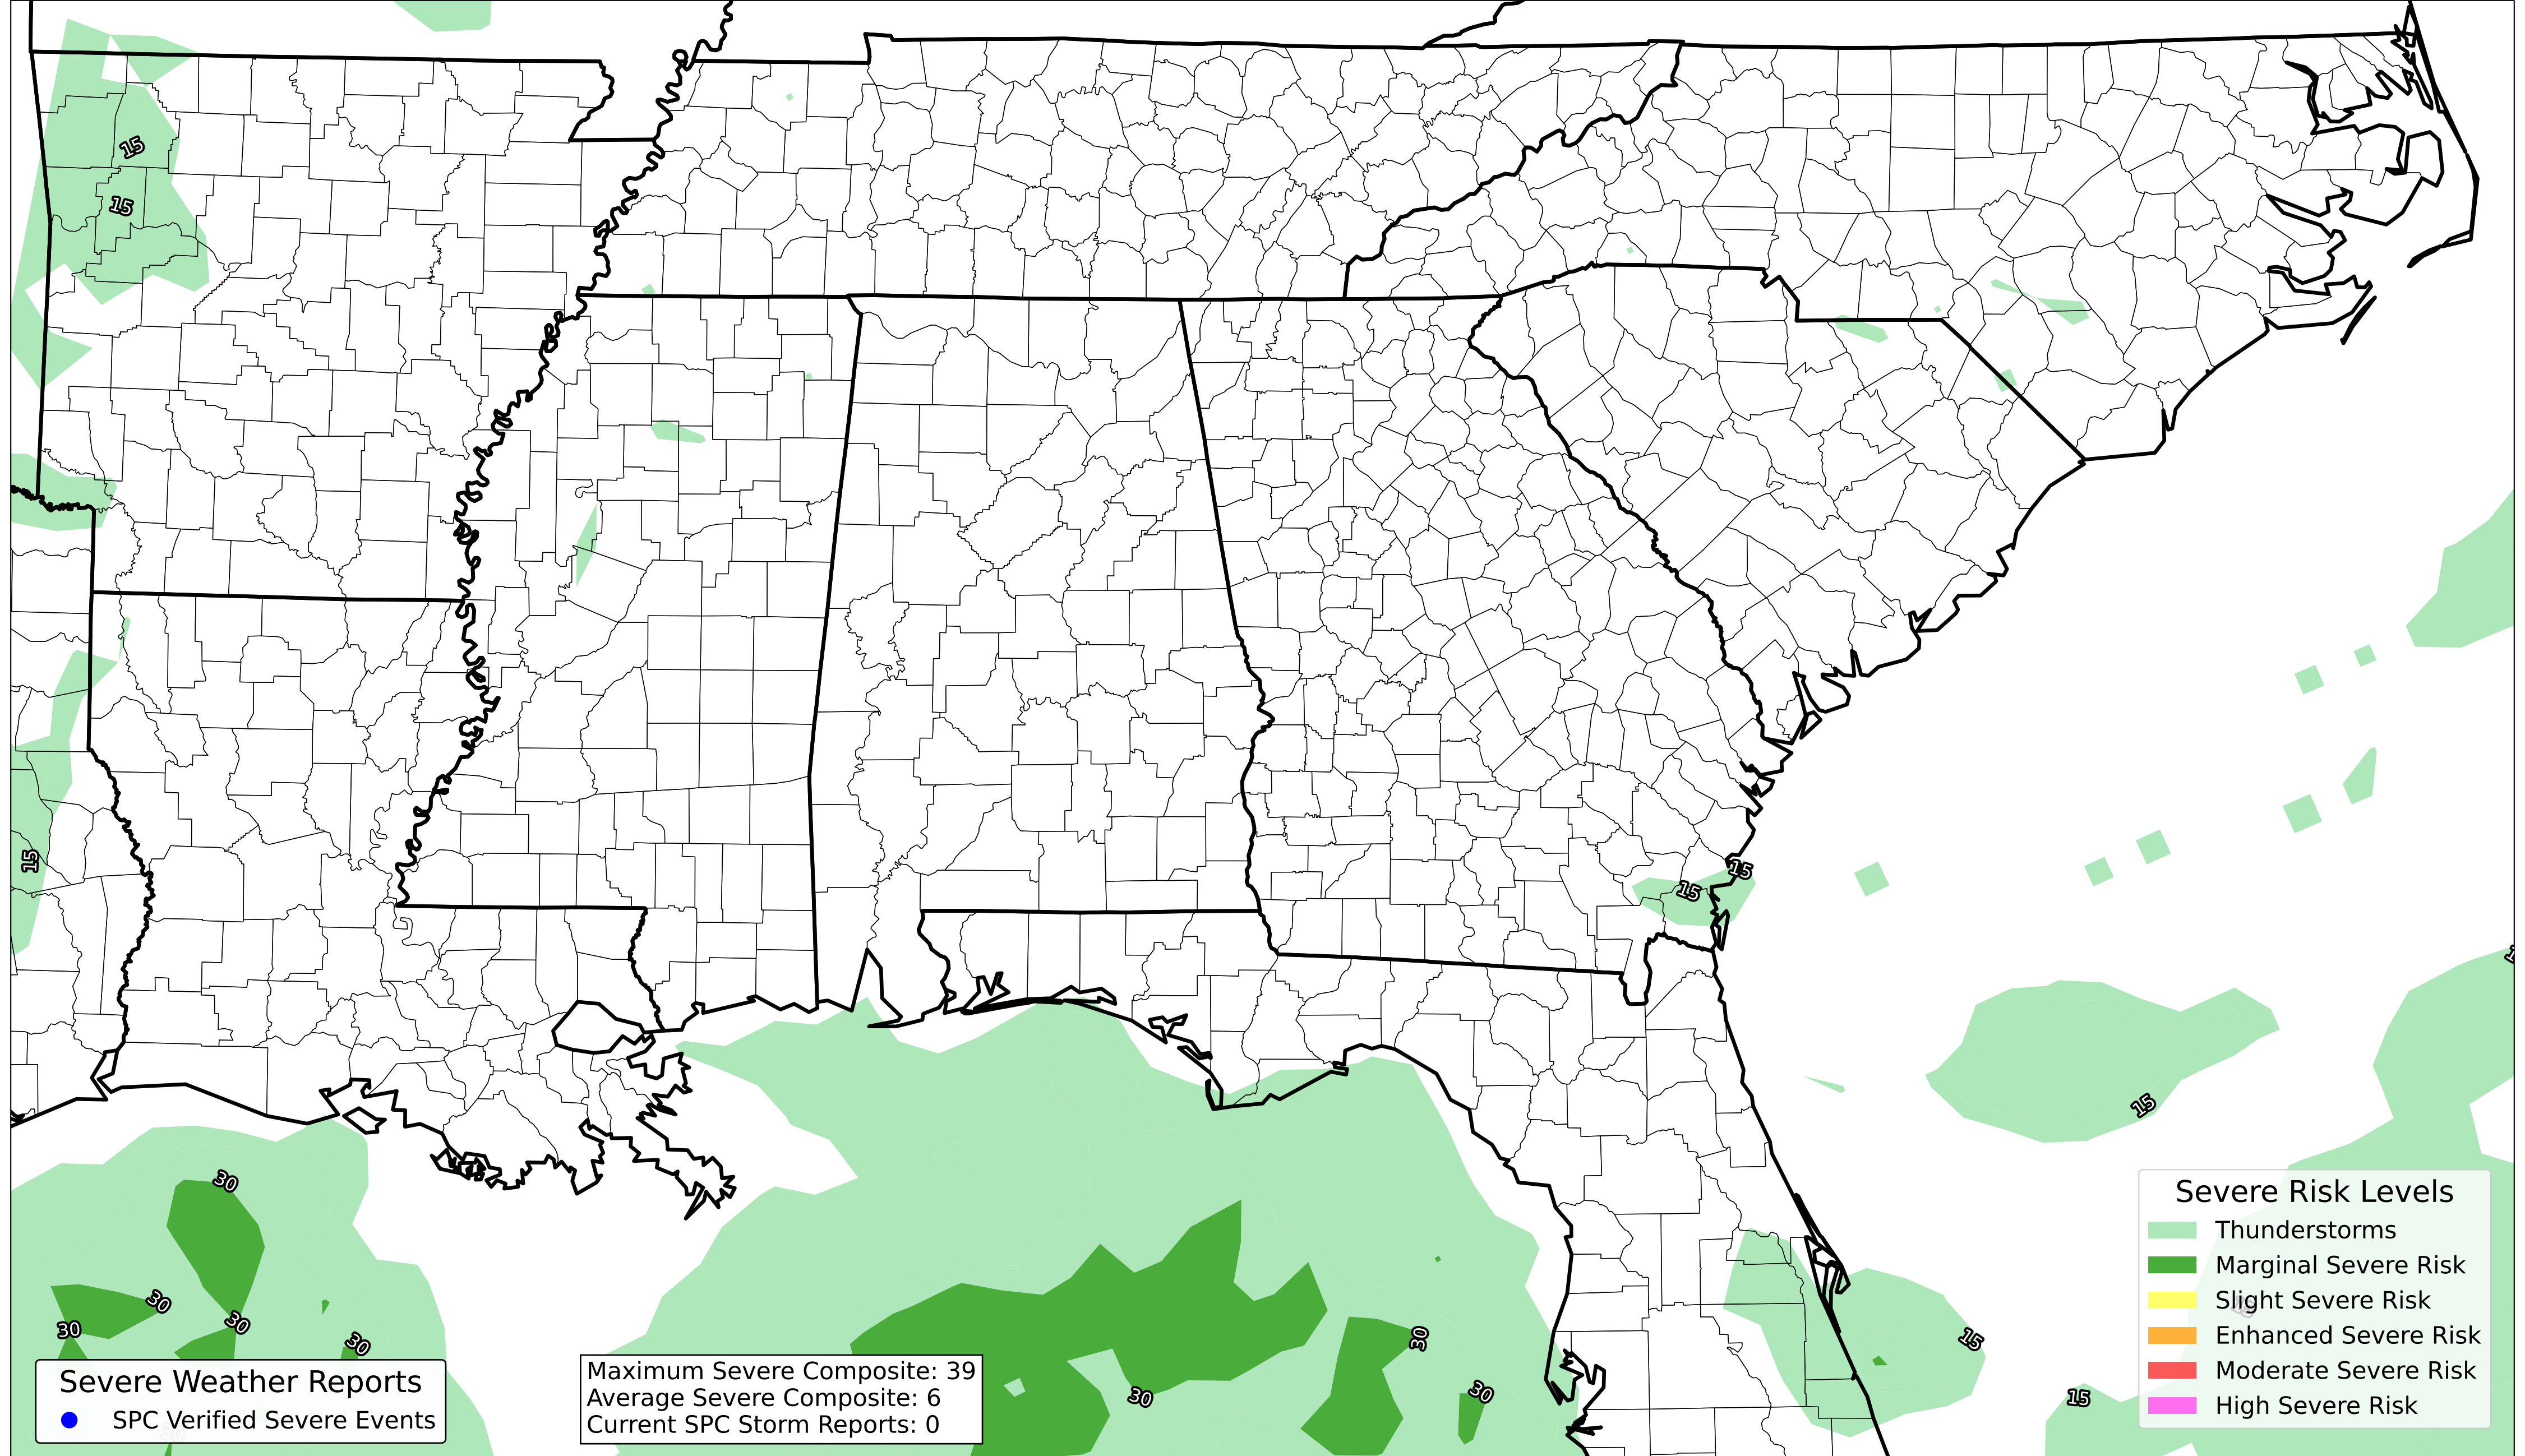 15
15
15
15
15
15
15
30
30
30
30
30
30
30
30
15
Severe Risk Levels
Thunderstorms
Marginal Severe Risk
Slight Severe Risk
Enhanced Severe Risk
Moderate Severe Risk
High Severe Risk
Severe Weather Reports
SPC Verified Severe Events
Maximum Severe Composite: 39
Average Severe Composite: 6
Current SPC Storm Reports: 0